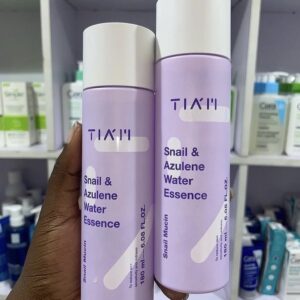 TIA'M
Snail &
Azulene
Water
Essence
Snail Mucin
180 ml — 6.08 FL.OZ.
TIA'M
Snail &
Azulene
Water
Essence
Snail Mucin
180 ml — 6.08 FL.OZ.
Simple